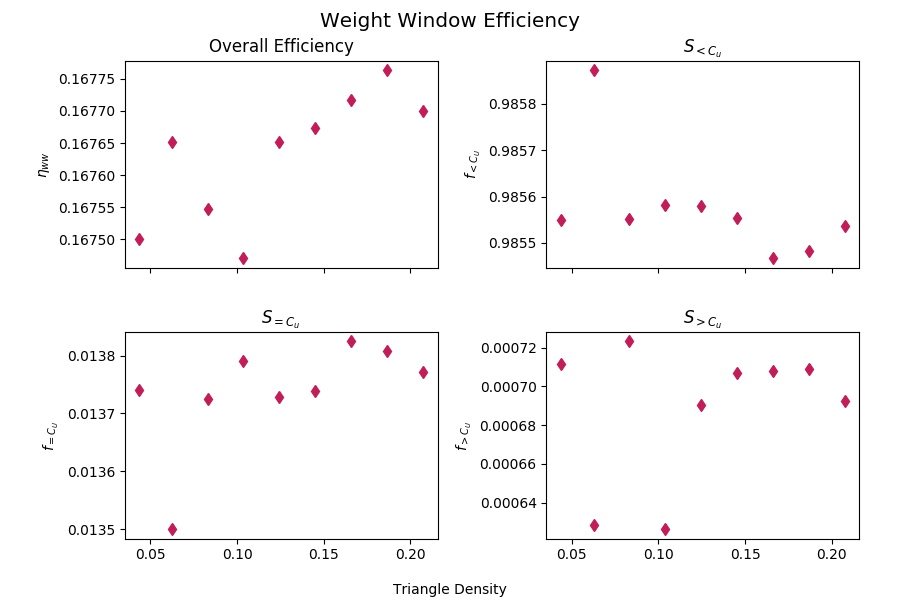 Weight Window Efficiency
Overall Efficiency
η_ww
0.16775
0.16770
0.16765
0.16760
0.16755
0.16750
S_{<C_u}
f_{<C_U}
0.9858
0.9857
0.9856
0.9855
S_{=C_u}
f_{=C_U}
0.0138
0.0137
0.0136
0.0135
0.05 0.10 0.15 0.20
S_{>C_u}
f_{>C_U}
0.00072
0.00070
0.00068
0.00066
0.00064
0.05 0.10 0.15 0.20
Triangle Density